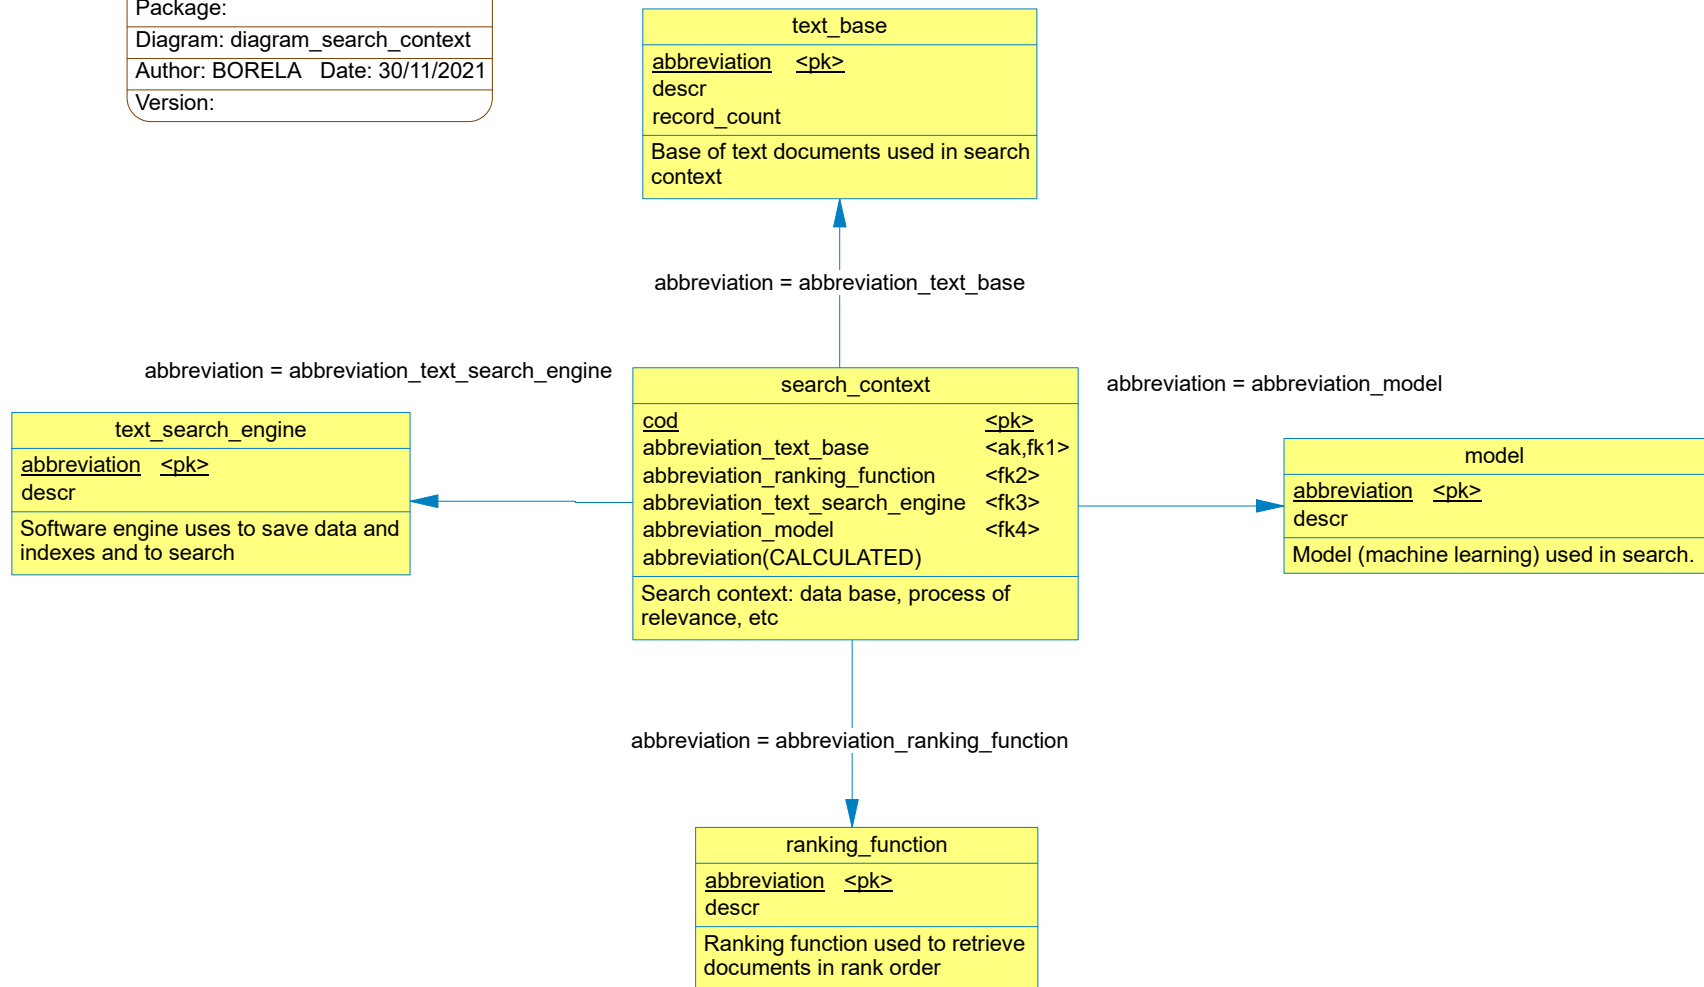 Package:
Diagram: diagram_search_context
Author: BORELA Date: 30/11/2021
Version:
text_base
abbreviation <pk>
descr
record_count
Base of text documents used in search
context
abbreviation = abbreviation_text_base
abbreviation = abbreviation_text_search_engine
abbreviation = abbreviation_model
text_search_engine
abbreviation <pk>
descr
Software engine uses to save data and
indexes and to search
search_context
cod <pk>
abbreviation_text_base <ak,fk1>
abbreviation_ranking_function <fk2>
abbreviation_text_search_engine <fk3>
abbreviation_model <fk4>
abbreviation(CALCULATED)
Search context: data base, process of
relevance, etc
model
abbreviation <pk>
descr
Model (machine learning) used in search.
abbreviation = abbreviation_ranking_function
ranking_function
abbreviation <pk>
descr
Ranking function used to retrieve
documents in rank order